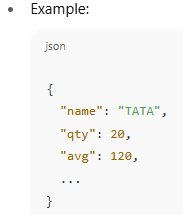 • Example:
json
{
"name": "TATA",
"qty": 20,
"avg": 120,
...
}